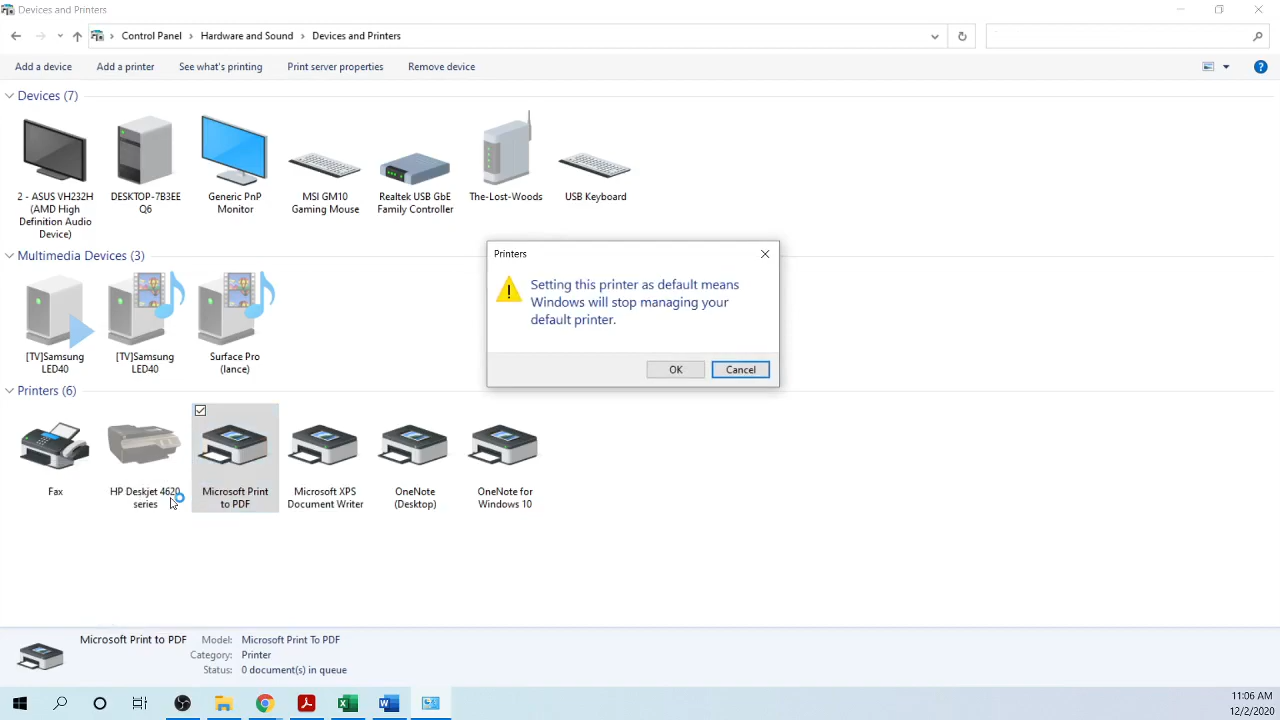 Devices and Printers
Control Panel > Hardware and Sound > Devices and Printers
Add a device Add a printer See what's printing Print server properties Remove device
Devices (7)
2 - ASUS VH232H
(AMD High
Definition Audio
Device)
DESKTOP-7B3EE
Q6
Generic PnP
Monitor
MSI GM10
Gaming Mouse
Realtek USB GbE
Family Controller
The-Lost-Woods
USB Keyboard
Multimedia Devices (3)
[TV]Samsung
LED40
[TV]Samsung
LED40
Surface Pro
(lance)
Printers
Setting this printer as default means
Windows will stop managing your
default printer.
OK Cancel
Printers (6)
Fax
HP Deskjet 4620
series
Microsoft Print
to PDF
Microsoft XPS
Document Writer
OneNote
(Desktop)
OneNote for
Windows 10
Microsoft Print to PDF Model: Microsoft Print To PDF
Category: Printer
Status: 0 document(s) in queue
11:06 AM
12/2/2020